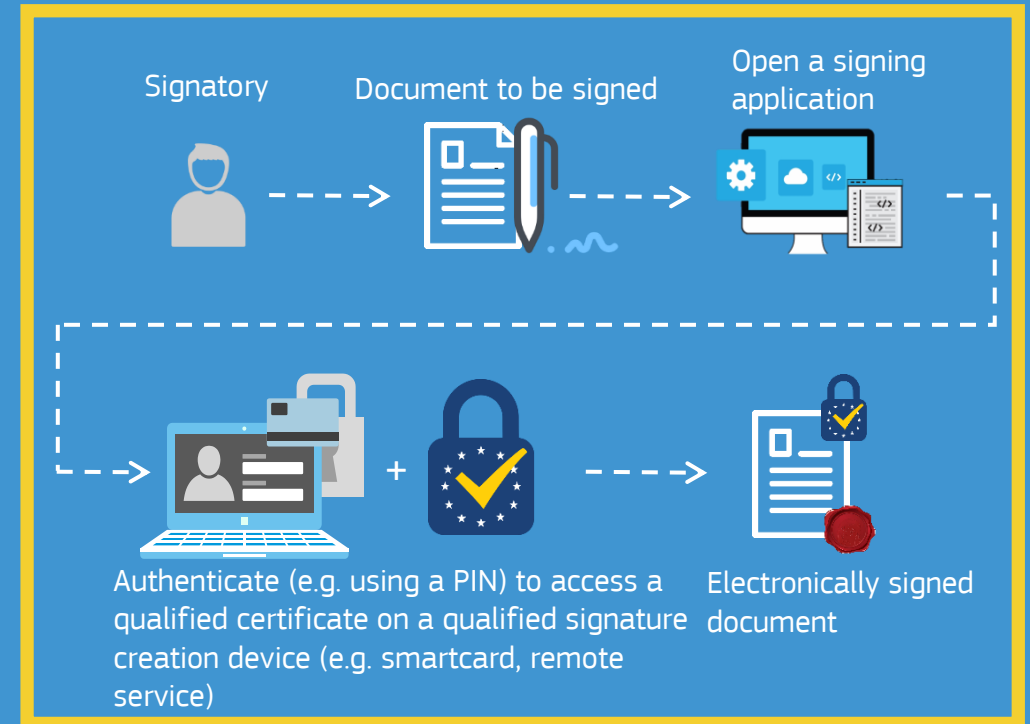 Signatory
Document to be signed
Open a signing
application
</>
</>
</>
+
Authenticate (e.g. using a PIN) to access a
qualified certificate on a qualified signature
creation device (e.g. smartcard, remote
service)
Electronically signed
document